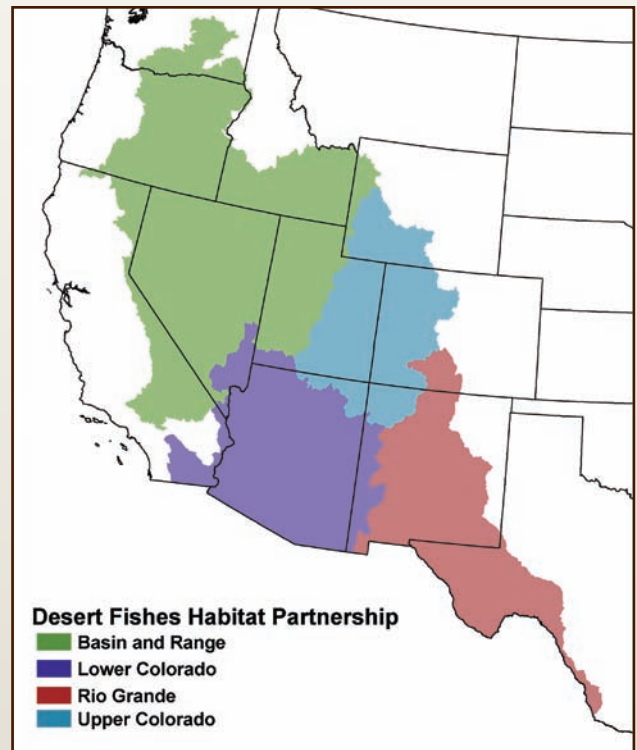 Desert Fishes Habitat Partnership
Basin and Range
Lower Colorado
Rio Grande
Upper Colorado